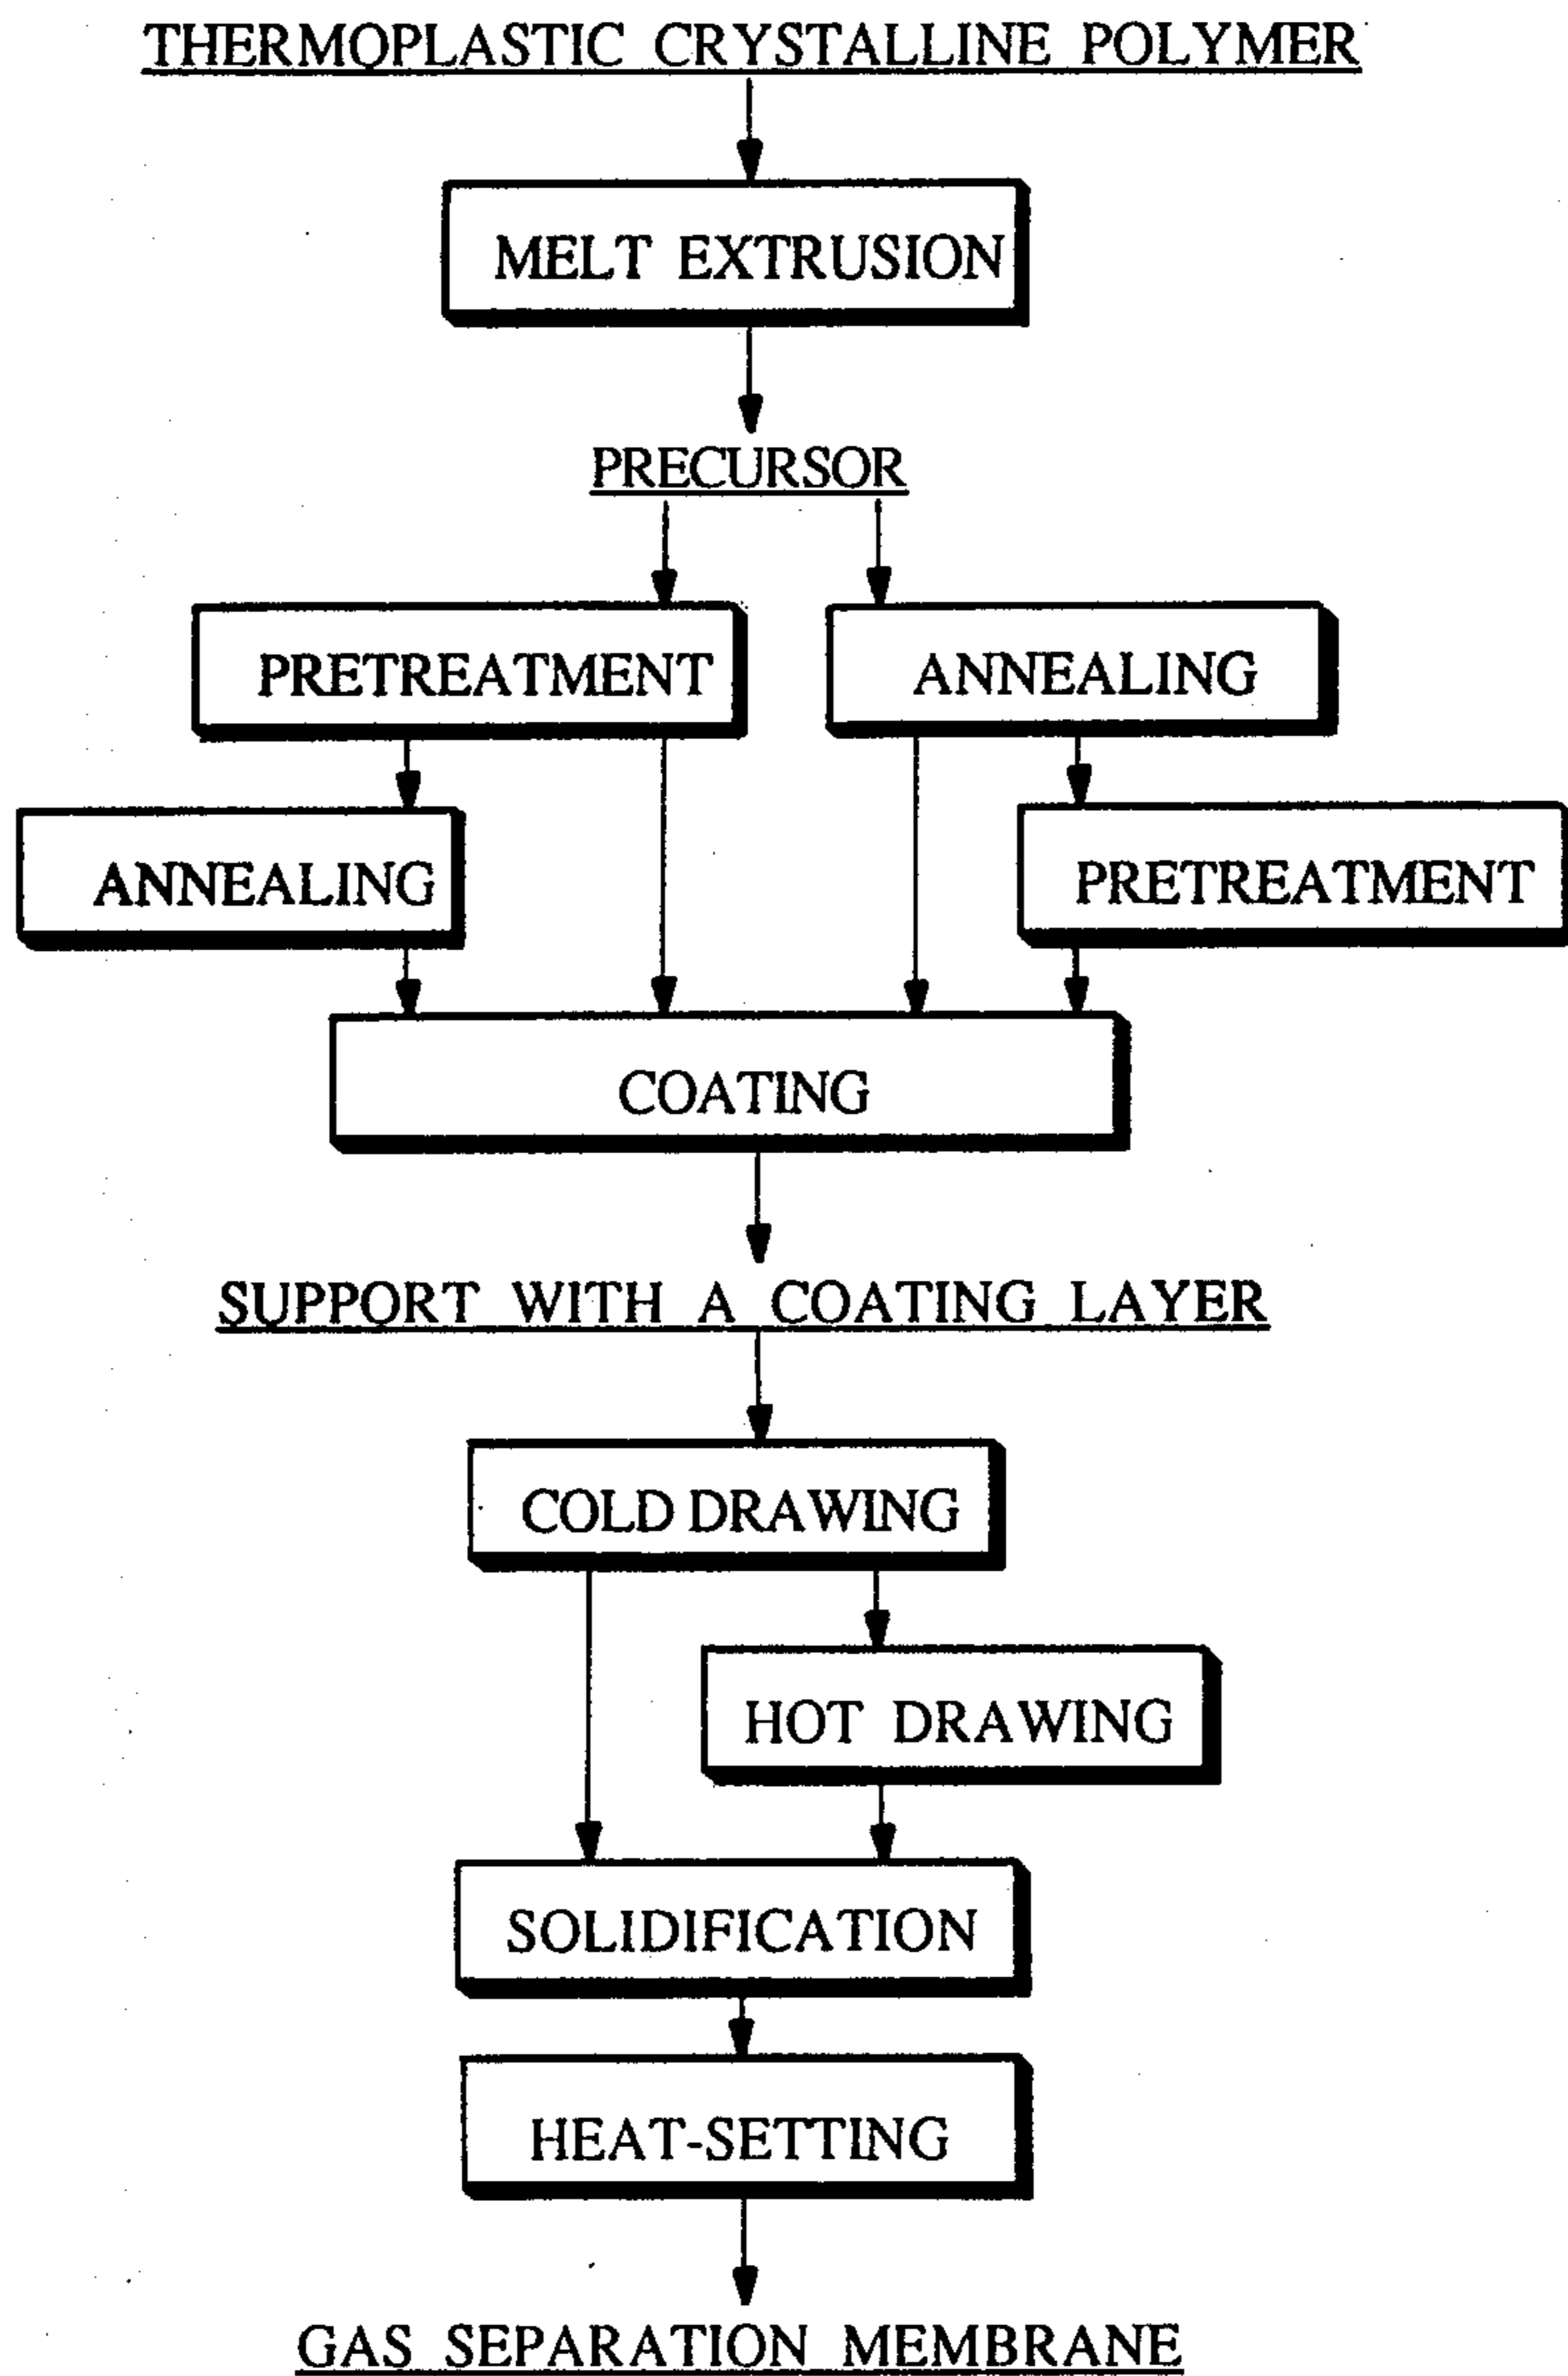 THERMOPLASTIC CRYSTALLINE POLYMER
MELT EXTRUSION
PRECURSOR
PRETREATMENT
ANNEALING
ANNEALING
PRETREATMENT
COATING
SUPPORT WITH A COATING LAYER
COLD DRAWING
HOT DRAWING
SOLIDIFICATION
HEAT-SETTING
GAS SEPARATION MEMBRANE